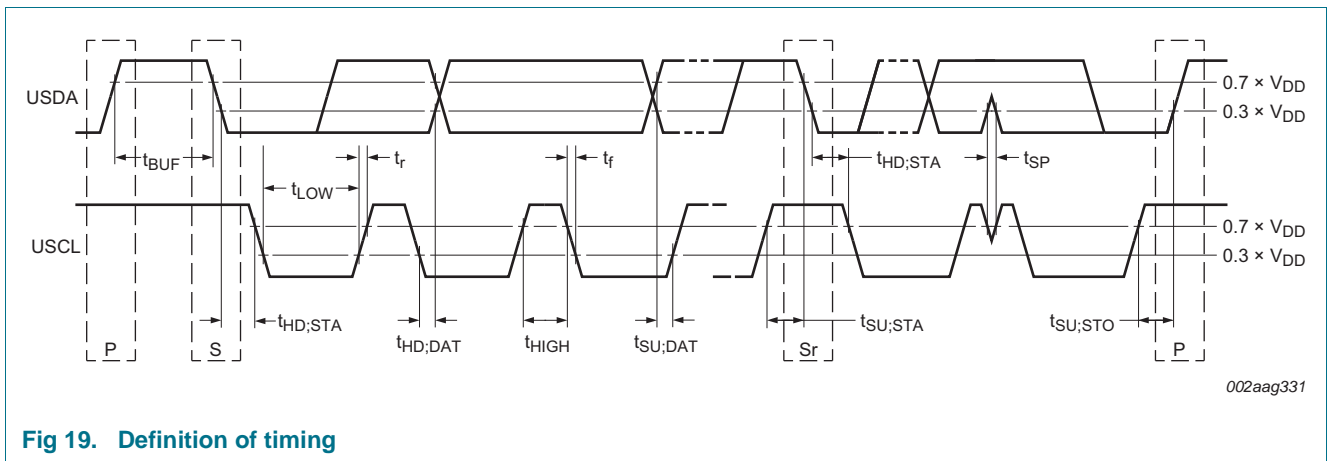 USDA
0.7 × VDD
0.3 × VDD
tBUF
tLOW
tr
tf
tHD;STA
tSP
USCL
0.7 × VDD
0.3 × VDD
tHD;STA
tHD;DAT
tHIGH
tSU;DAT
tSU;STA
tSU;STO
P
S
Sr
P
002aag331
Fig 19. Definition of timing